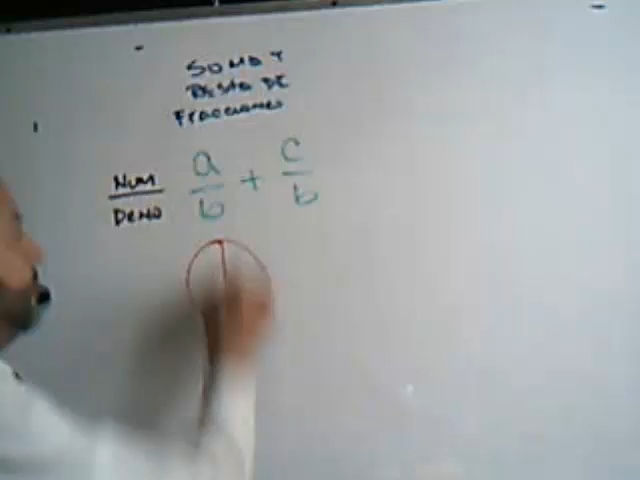 SUMA Y
RESTA DE
Fracciones
NUM
DENO
a + c
b b